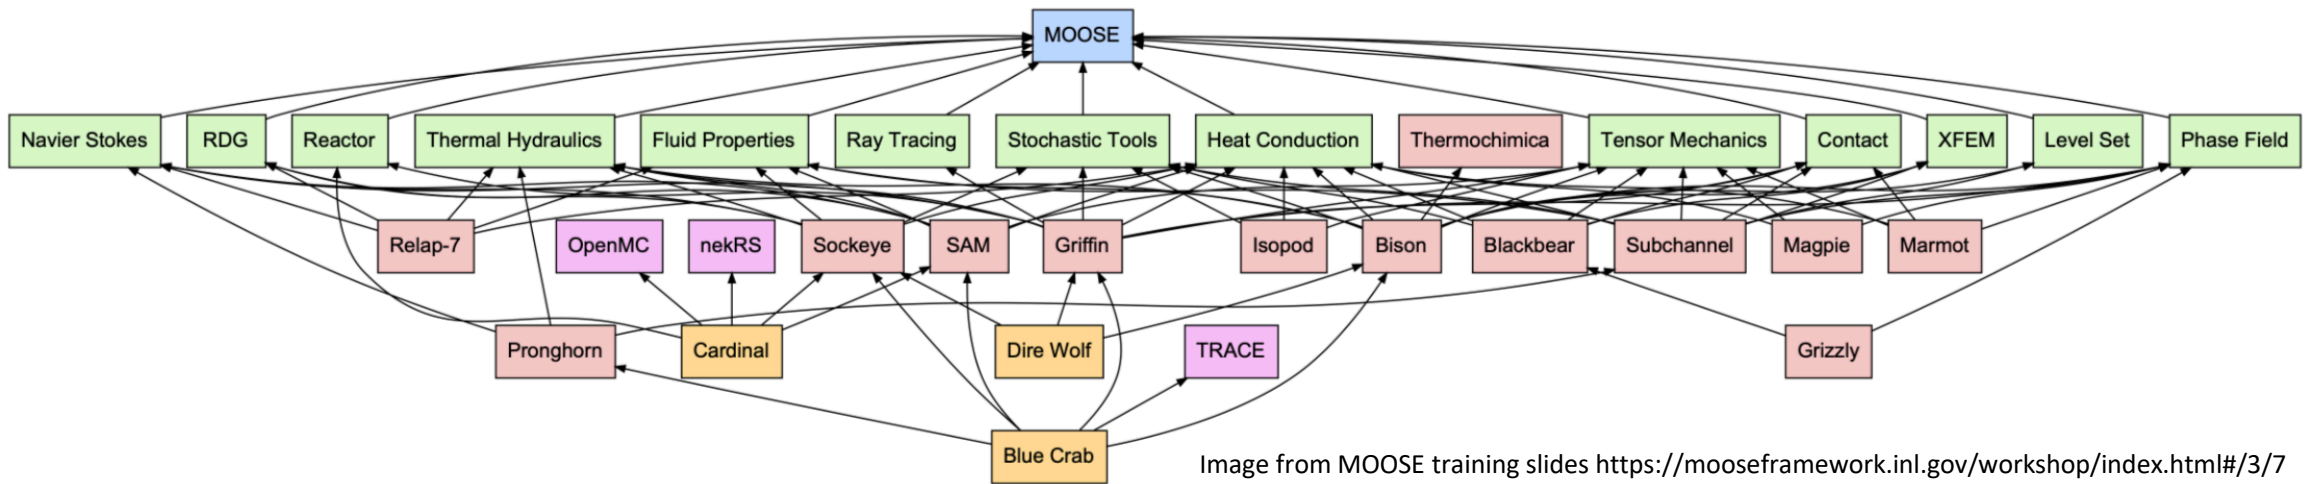 MOOSE
Navier Stokes
RDG
Reactor
Thermal Hydraulics
Fluid Properties
Ray Tracing
Stochastic Tools
Heat Conduction
Thermochimica
Tensor Mechanics
Contact
XFEM
Level Set
Phase Field
Relap-7
OpenMC
nekRS
Sockeye
SAM
Griffin
Isopod
Bison
Blackbear
Subchannel
Magpie
Marmot
Pronghorn
Cardinal
Dire Wolf
TRACE
Grizzly
Blue Crab
Image from MOOSE training slides https://mooseframework.inl.gov/workshop/index.html#/3/7